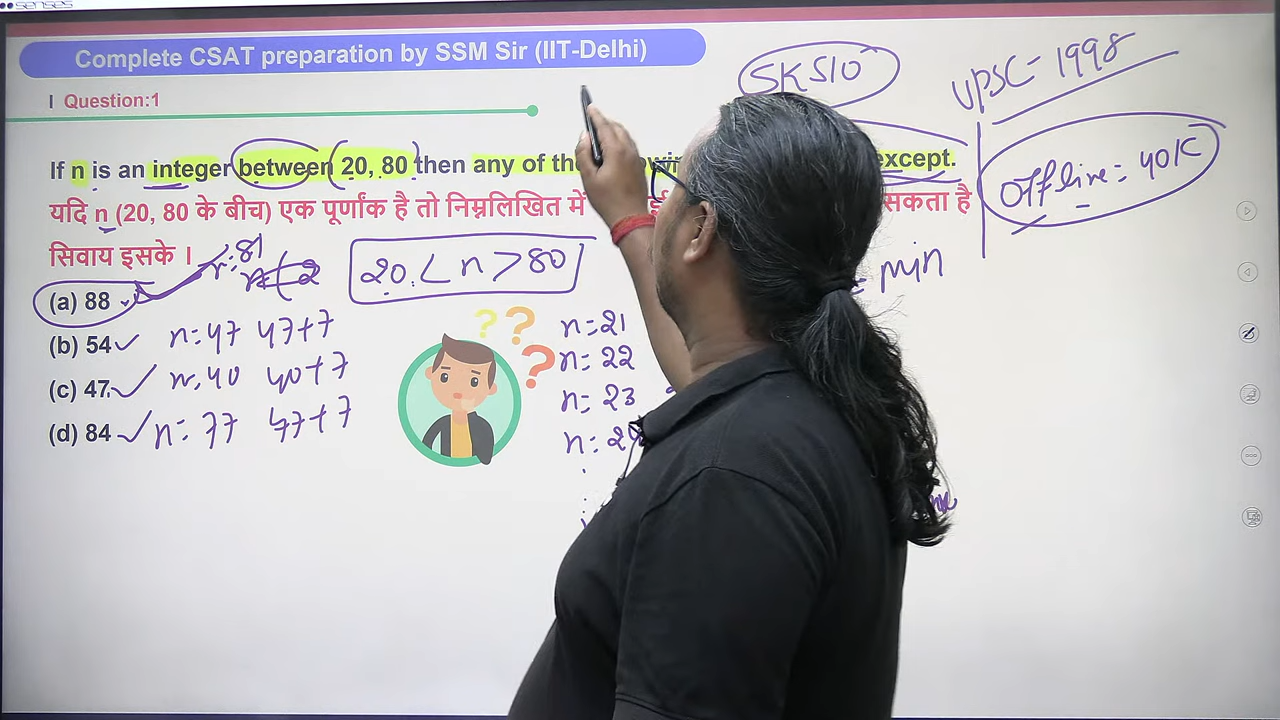 senses
Complete CSAT preparation by SSM Sir (IIT-Delhi)
SKS10
UPSC- 1998
I Question:1
If n is an integer between (20, 80) then any of the except.
Offline = 40K
यदि n (20, 80 के बीच) एक पूर्णांक है तो निम्नलिखित में सकता है
सिवाय इसके ।
n=81
20 < n > 80
= min
(a) 88
(b) 54 n=47 47+7
(c) 47 n=40 40+7
(d) 84 n=77 77+7
n=21
n=22
n=23